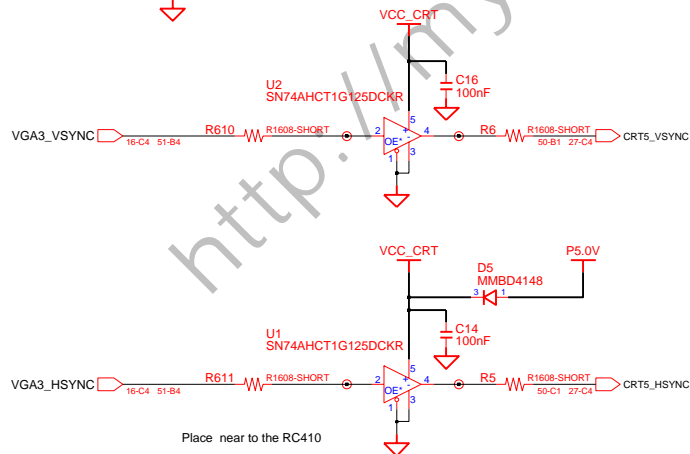 VCC_CRT
C16
100nF
U2
SN74AHCT1G125DCKR
5
VGA3_VSYNC
16-C4 51-B4
R610
R1608-SHORT
2
+
-
4
OE*
1
3
R6
R1608-SHORT
50-B1 27-C4
CRT5_VSYNC
VCC_CRT
P5.0V
D5
MMBD4148
3
1
C14
100nF
U1
SN74AHCT1G125DCKR
5
VGA3_HSYNC
16-C4 51-B4
R611
R1608-SHORT
2
+
-
4
OE*
1
3
R5
R1608-SHORT
50-C1 27-C4
CRT5_HSYNC
Place near to the RC410
http://my